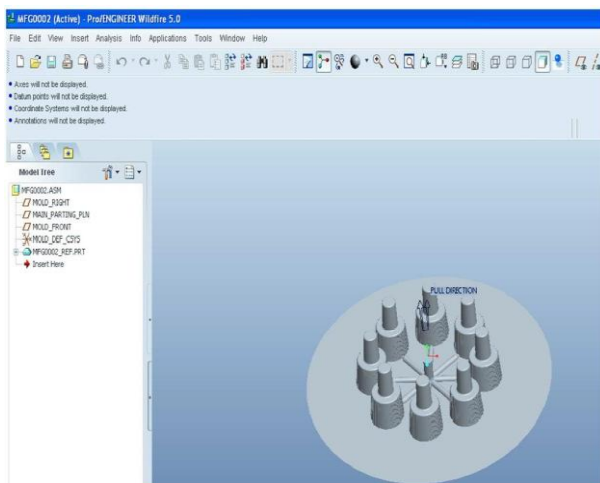 MFG0002 (Active) - Pro/ENGINEER Wildfire 5.0
File Edit View Insert Analysis Info Applications Tools Window Help
• Axes will not be displayed.
• Datum points will not be displayed.
• Coordinate Systems will not be displayed.
• Annotations will not be displayed.
Model Tree
MFG0002.ASM
MOLD_RIGHT
MAIN_PARTING_PLN
MOLD_FRONT
MOLD_DEF_CSYS
MFG0002_REF.PRT
Insert Here
PULL DIRECTION